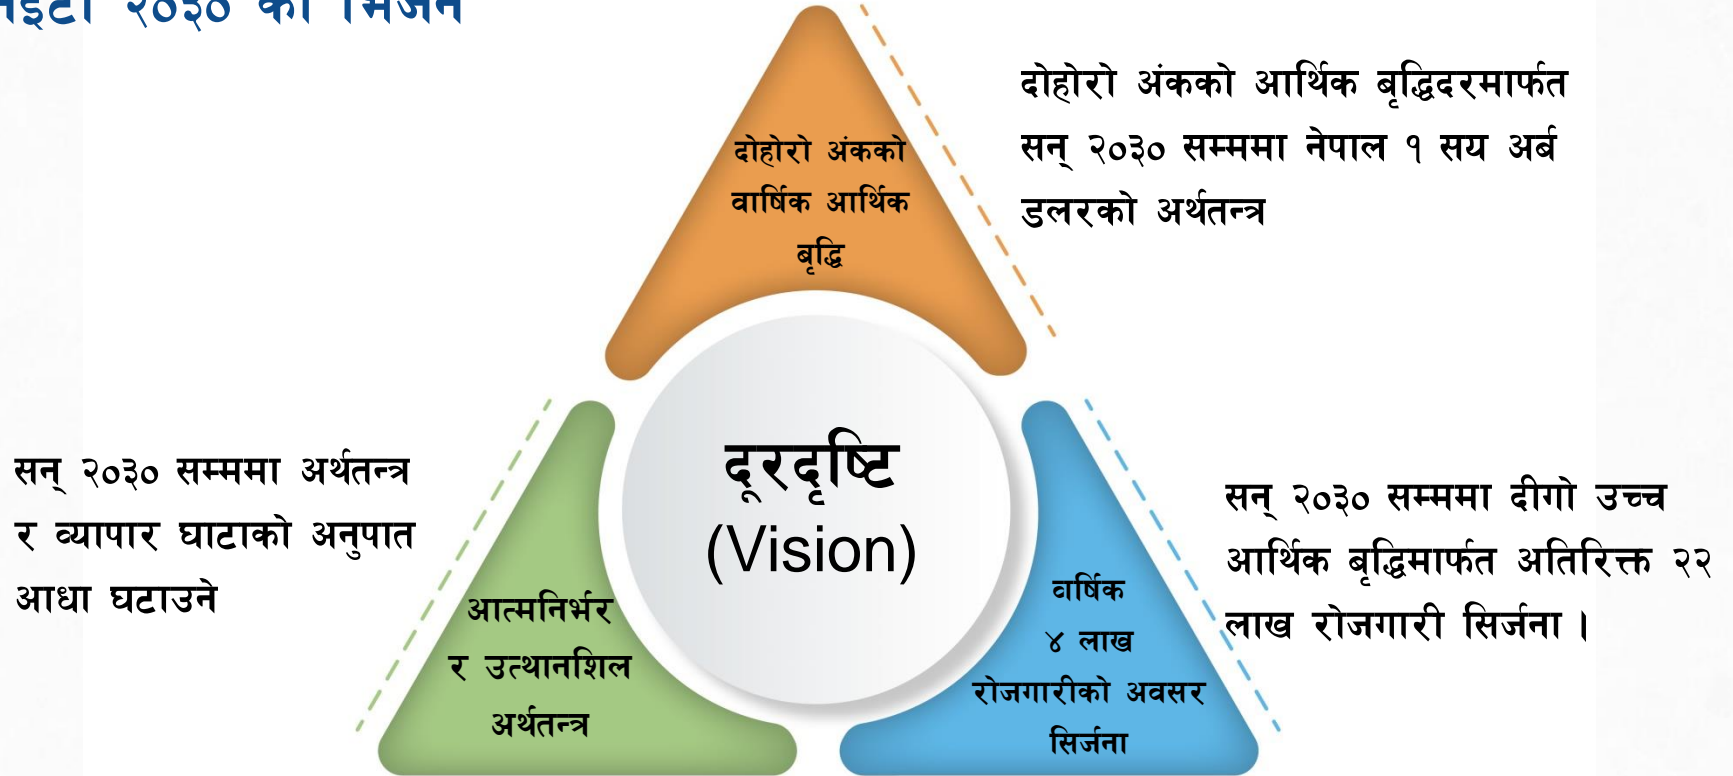 २०३० को भिजन
दोहोरो अंकको
वार्षिक आर्थिक
बृद्धि
दोहोरो अंकको आर्थिक बृद्धिदरमार्फत
सन् २०३० सम्ममा नेपाल १ सय अर्ब
डलरको अर्थतन्त्र
दूरदृष्टि
(Vision)
सन् २०३० सम्ममा अर्थतन्त्र
र व्यापार घाटाको अनुपात
आधा घटाउने
आत्मनिर्भर
र उत्थानशिल
अर्थतन्त्र
वार्षिक
४ लाख
रोजगारीको अवसर
सिर्जना
सन् २०३० सम्ममा दीगो उच्च
आर्थिक बृद्धिमार्फत अतिरिक्त २२
लाख रोजगारी सिर्जना ।